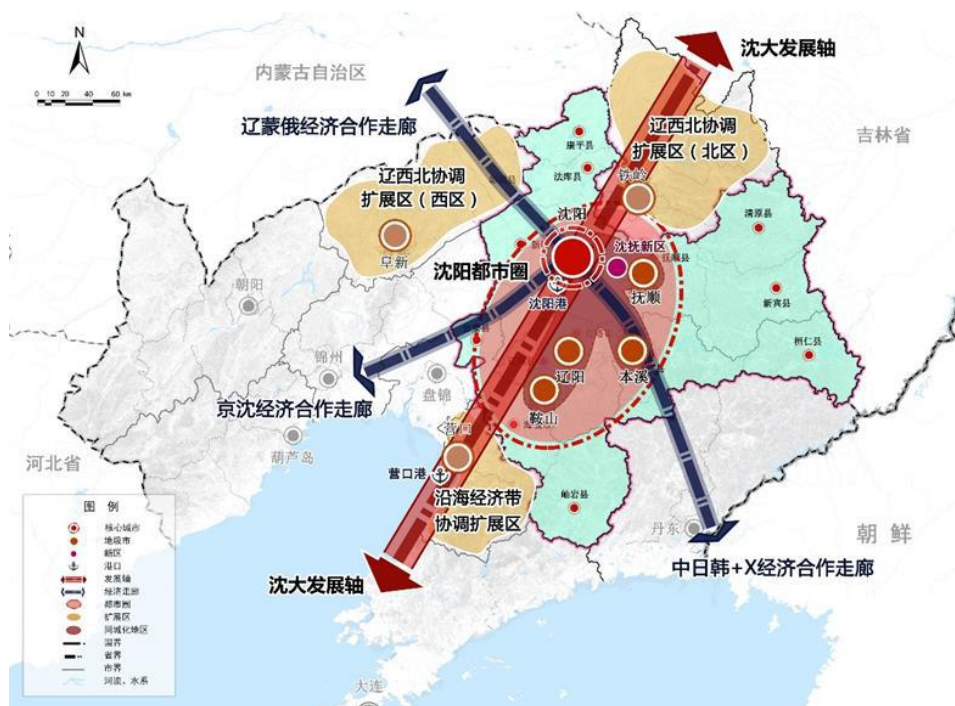 N
0 10 20 40 60 km
内蒙古自治区
沈大发展轴
辽蒙俄经济合作走廊
吉林省
辽西北协调
扩展区（北区）
康平县
法库县
铁岭
辽西北协调
扩展区（西区）
阜新
沈阳
清原县
沈抚新区
抚顺县
沈阳都市圈
沈阳港
抚顺
新宾县
朝阳
桓仁县
锦州
辽阳
本溪
盘锦
鞍山
京沈经济合作走廊
营口
葫芦岛
河北省
营口港
沿海经济带
协调扩展区
岫岩县
丹东
朝鲜
中日韩+X经济合作走廊
沈大发展轴
大连
图 例
核心城市
地级市
新区
港口
发展轴
经济走廊
都市圈
扩展区
同城化地区
国界
省界
市界
河流、水系